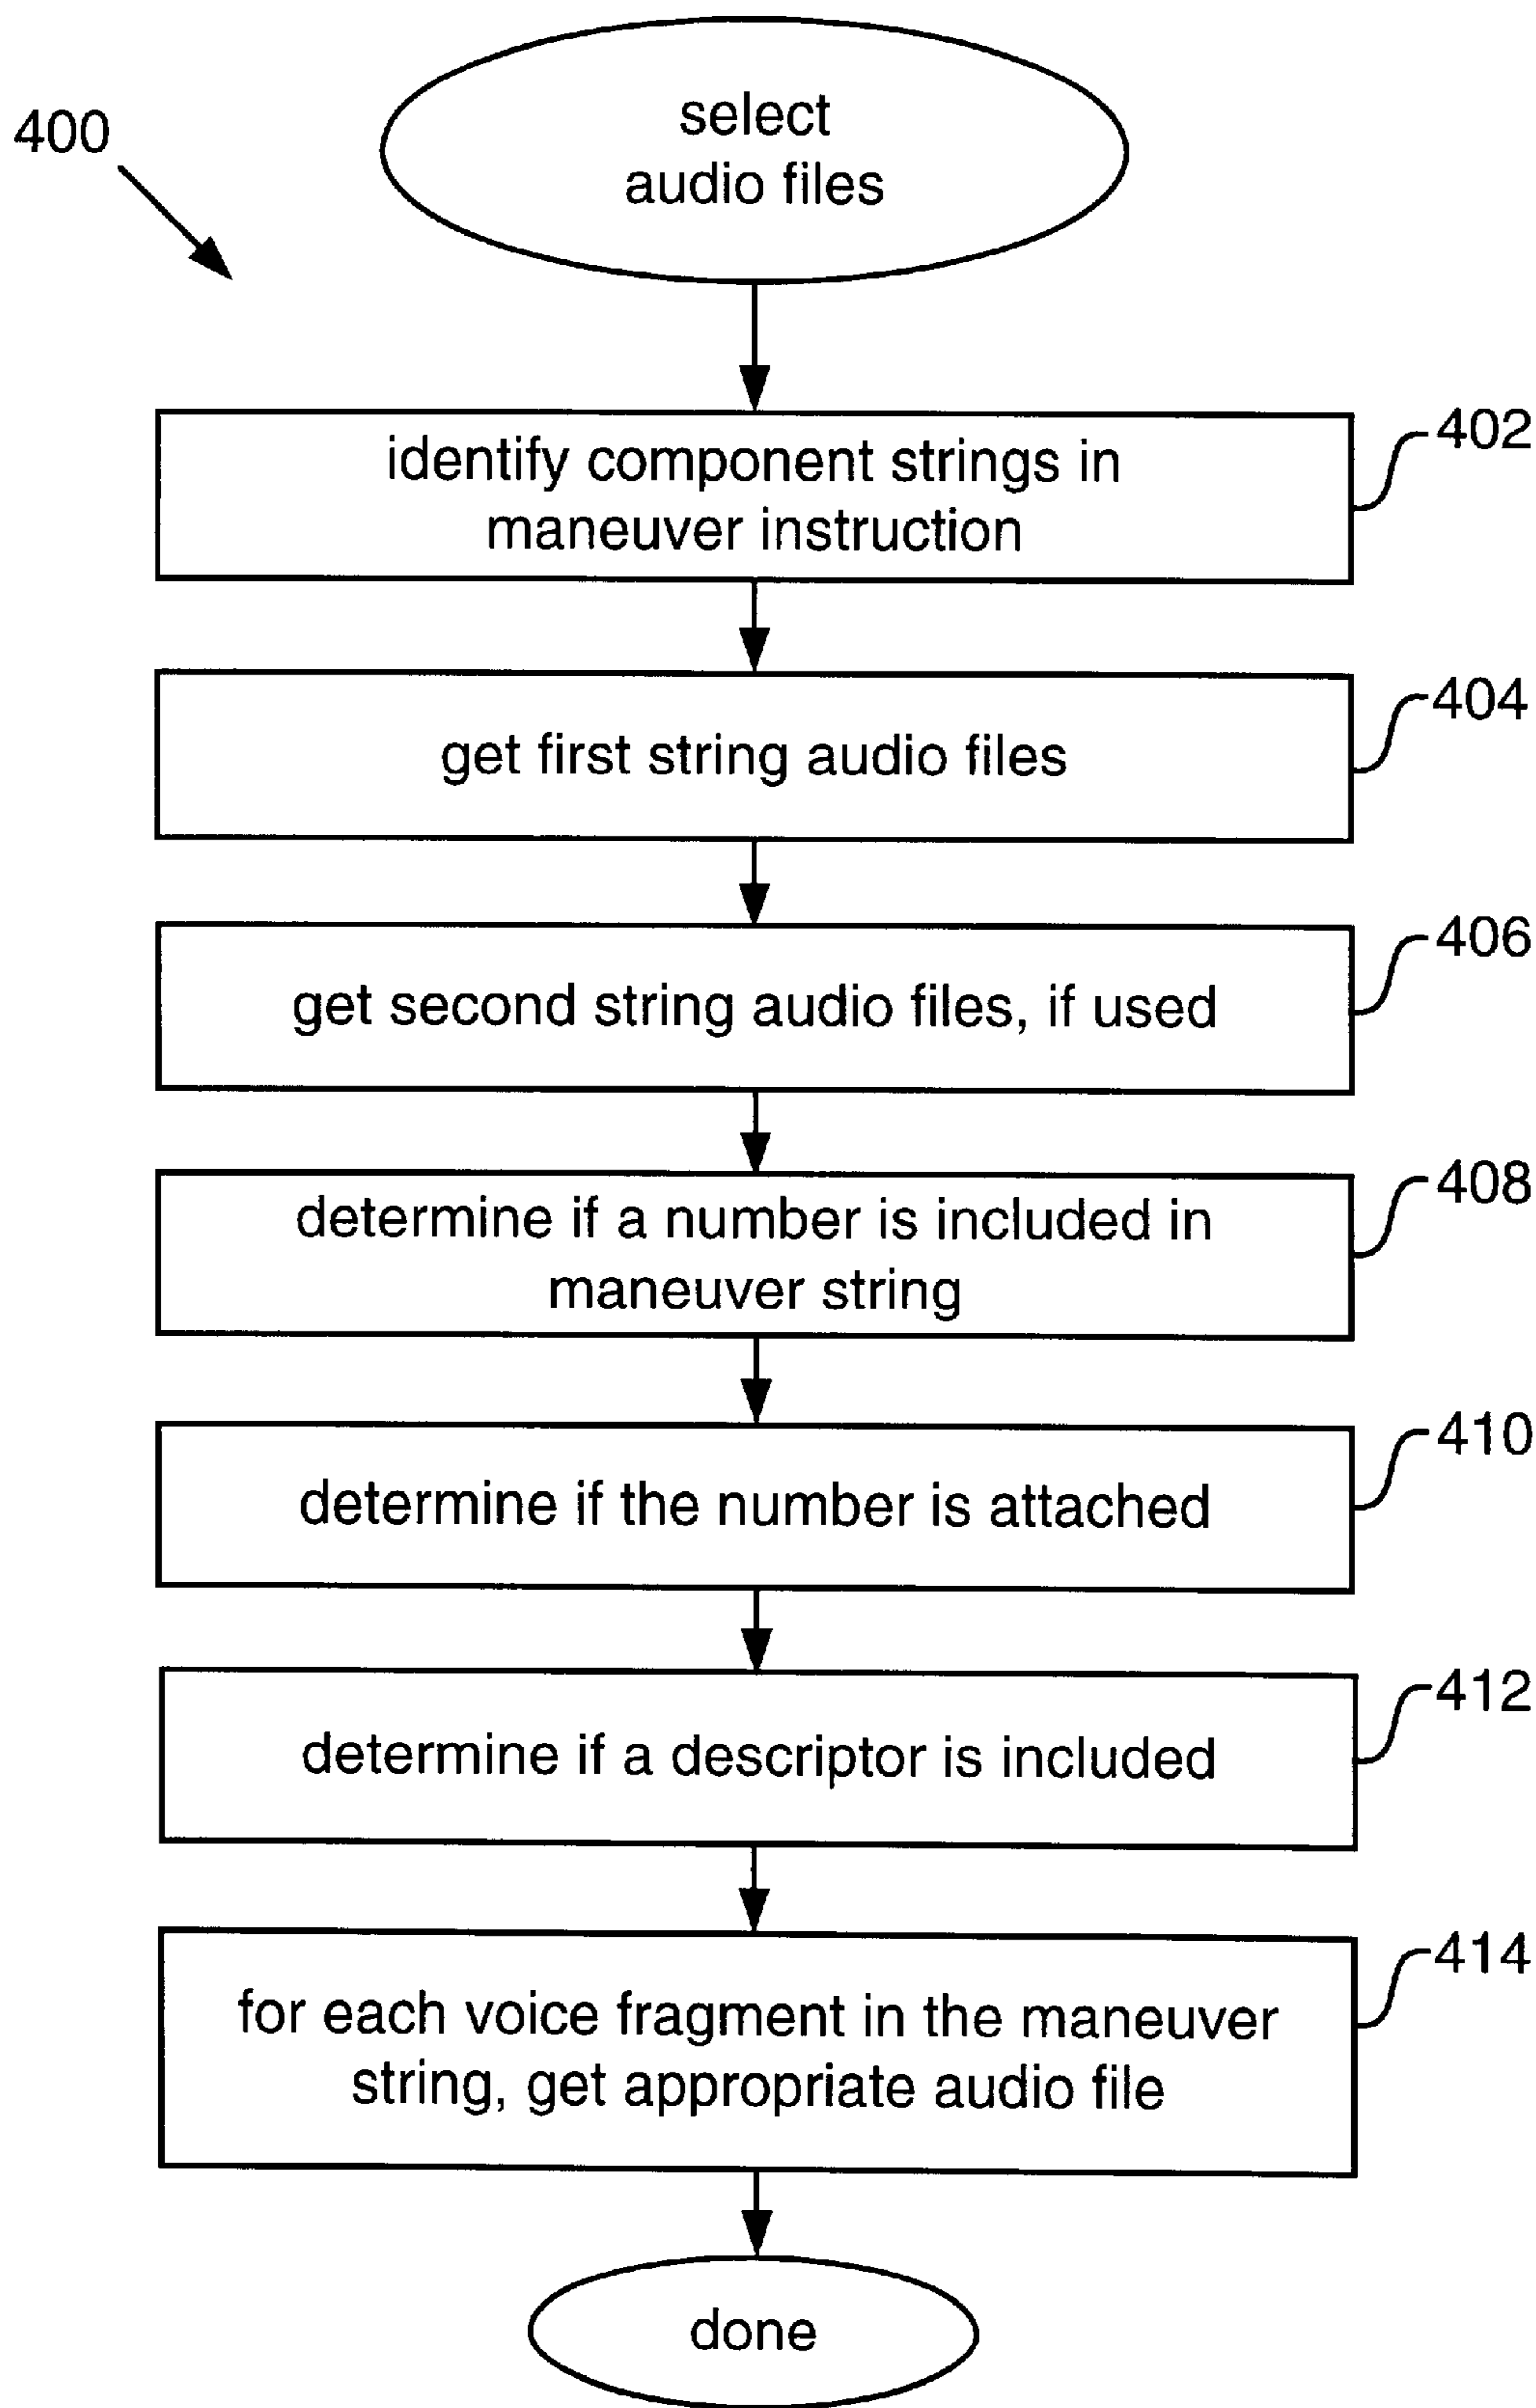 400
select
audio files
402
identify component strings in
maneuver instruction
404
get first string audio files
406
get second string audio files, if used
408
determine if a number is included in
maneuver string
410
determine if the number is attached
412
determine if a descriptor is included
414
for each voice fragment in the maneuver
string, get appropriate audio file
done